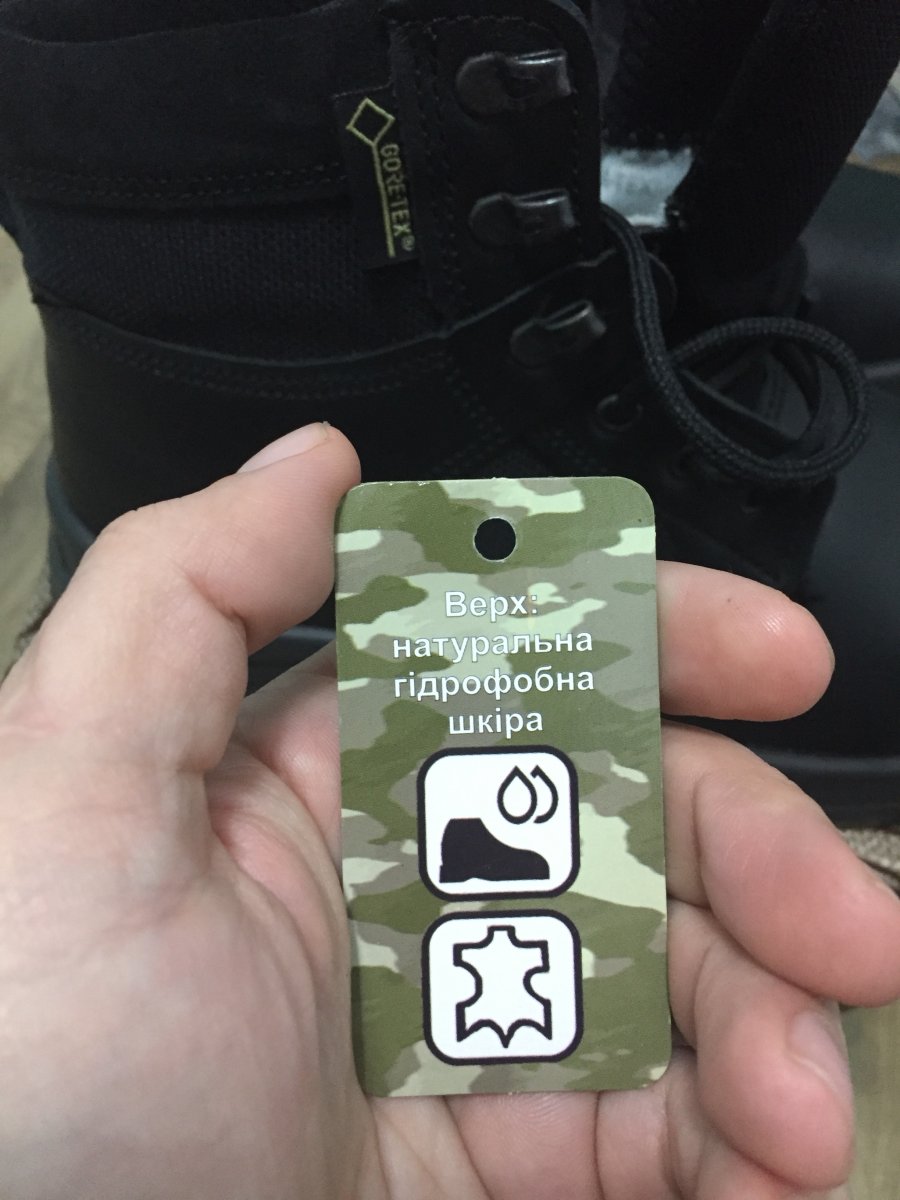 GORE-TEX®
Верх:
натуральна
гідрофобна
шкіра